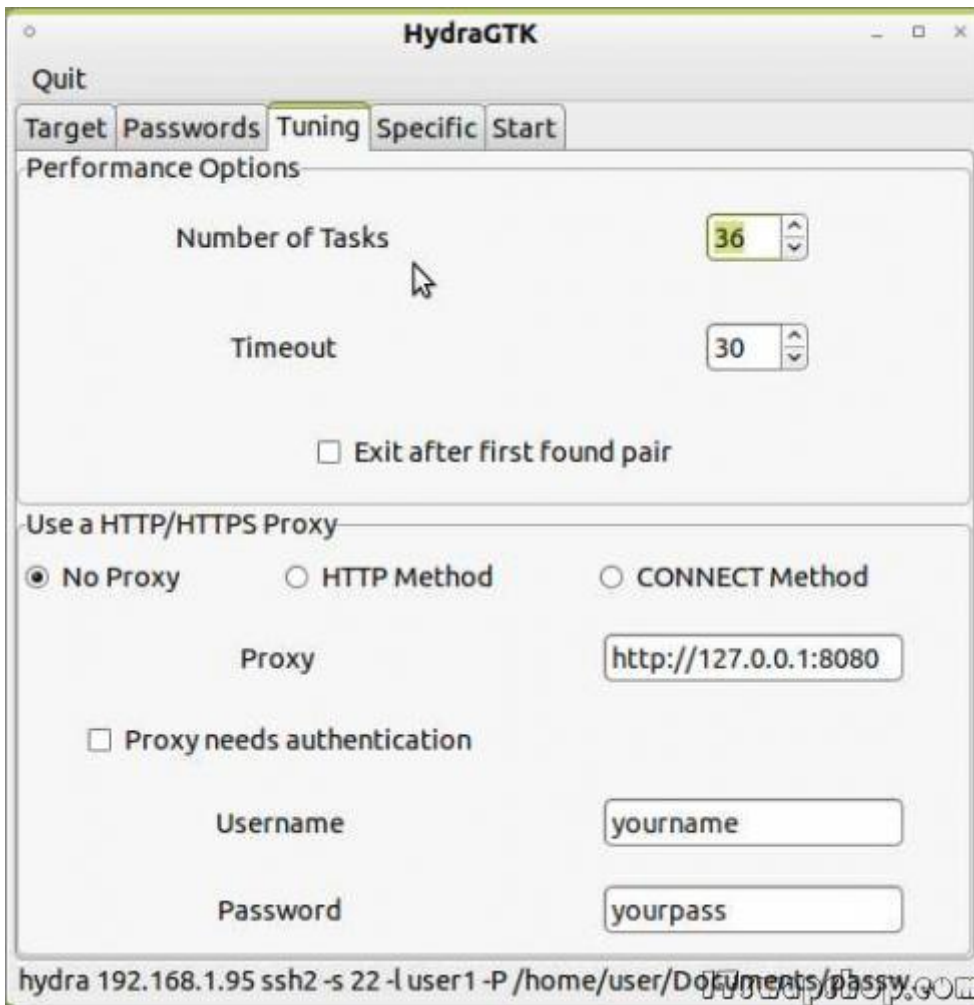 HydraGTK
Quit
Target Passwords Tuning Specific Start
Performance Options
Number of Tasks 36
Timeout 30
Exit after first found pair
Use a HTTP/HTTPS Proxy
No Proxy HTTP Method CONNECT Method
Proxy http://127.0.0.1:8080
Proxy needs authentication
Username yourname
Password yourpass
hydra 192.168.1.95 ssh2 -s 22 -l user1 -P /home/user/Documents/passw